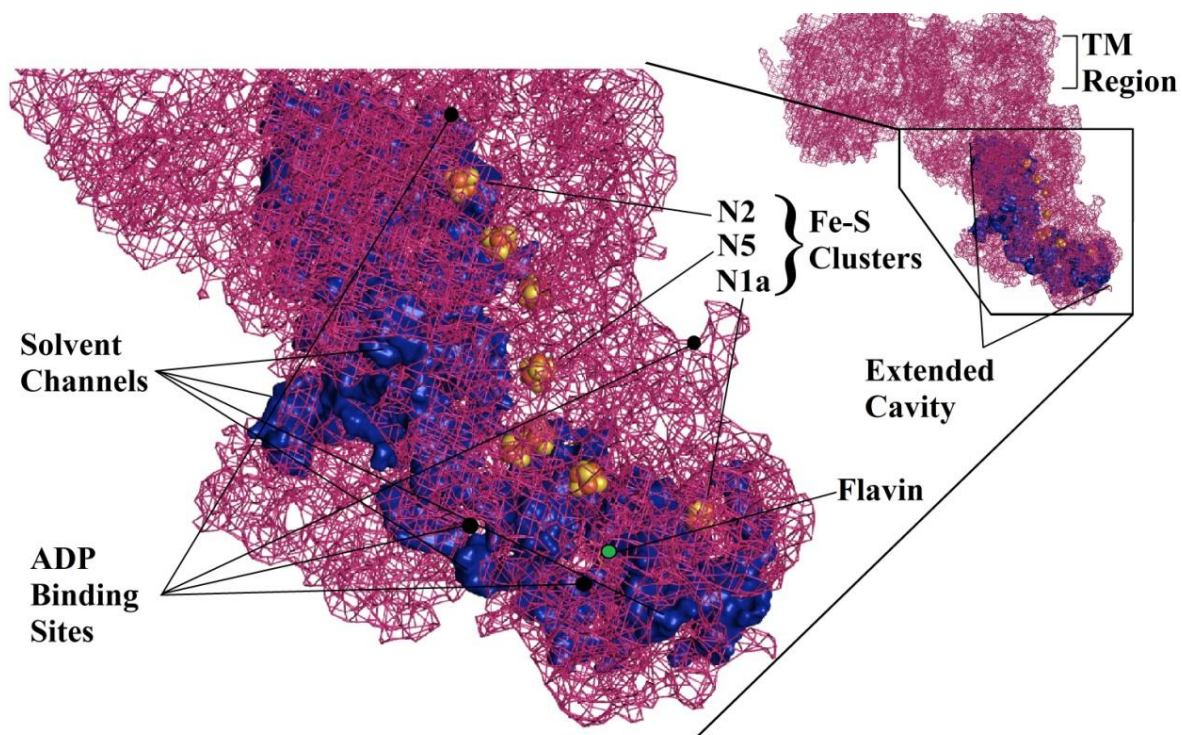 TM
Region
N2
N5
N1a
Fe-S
Clusters
Solvent
Channels
Extended
Cavity
Flavin
ADP
Binding
Sites